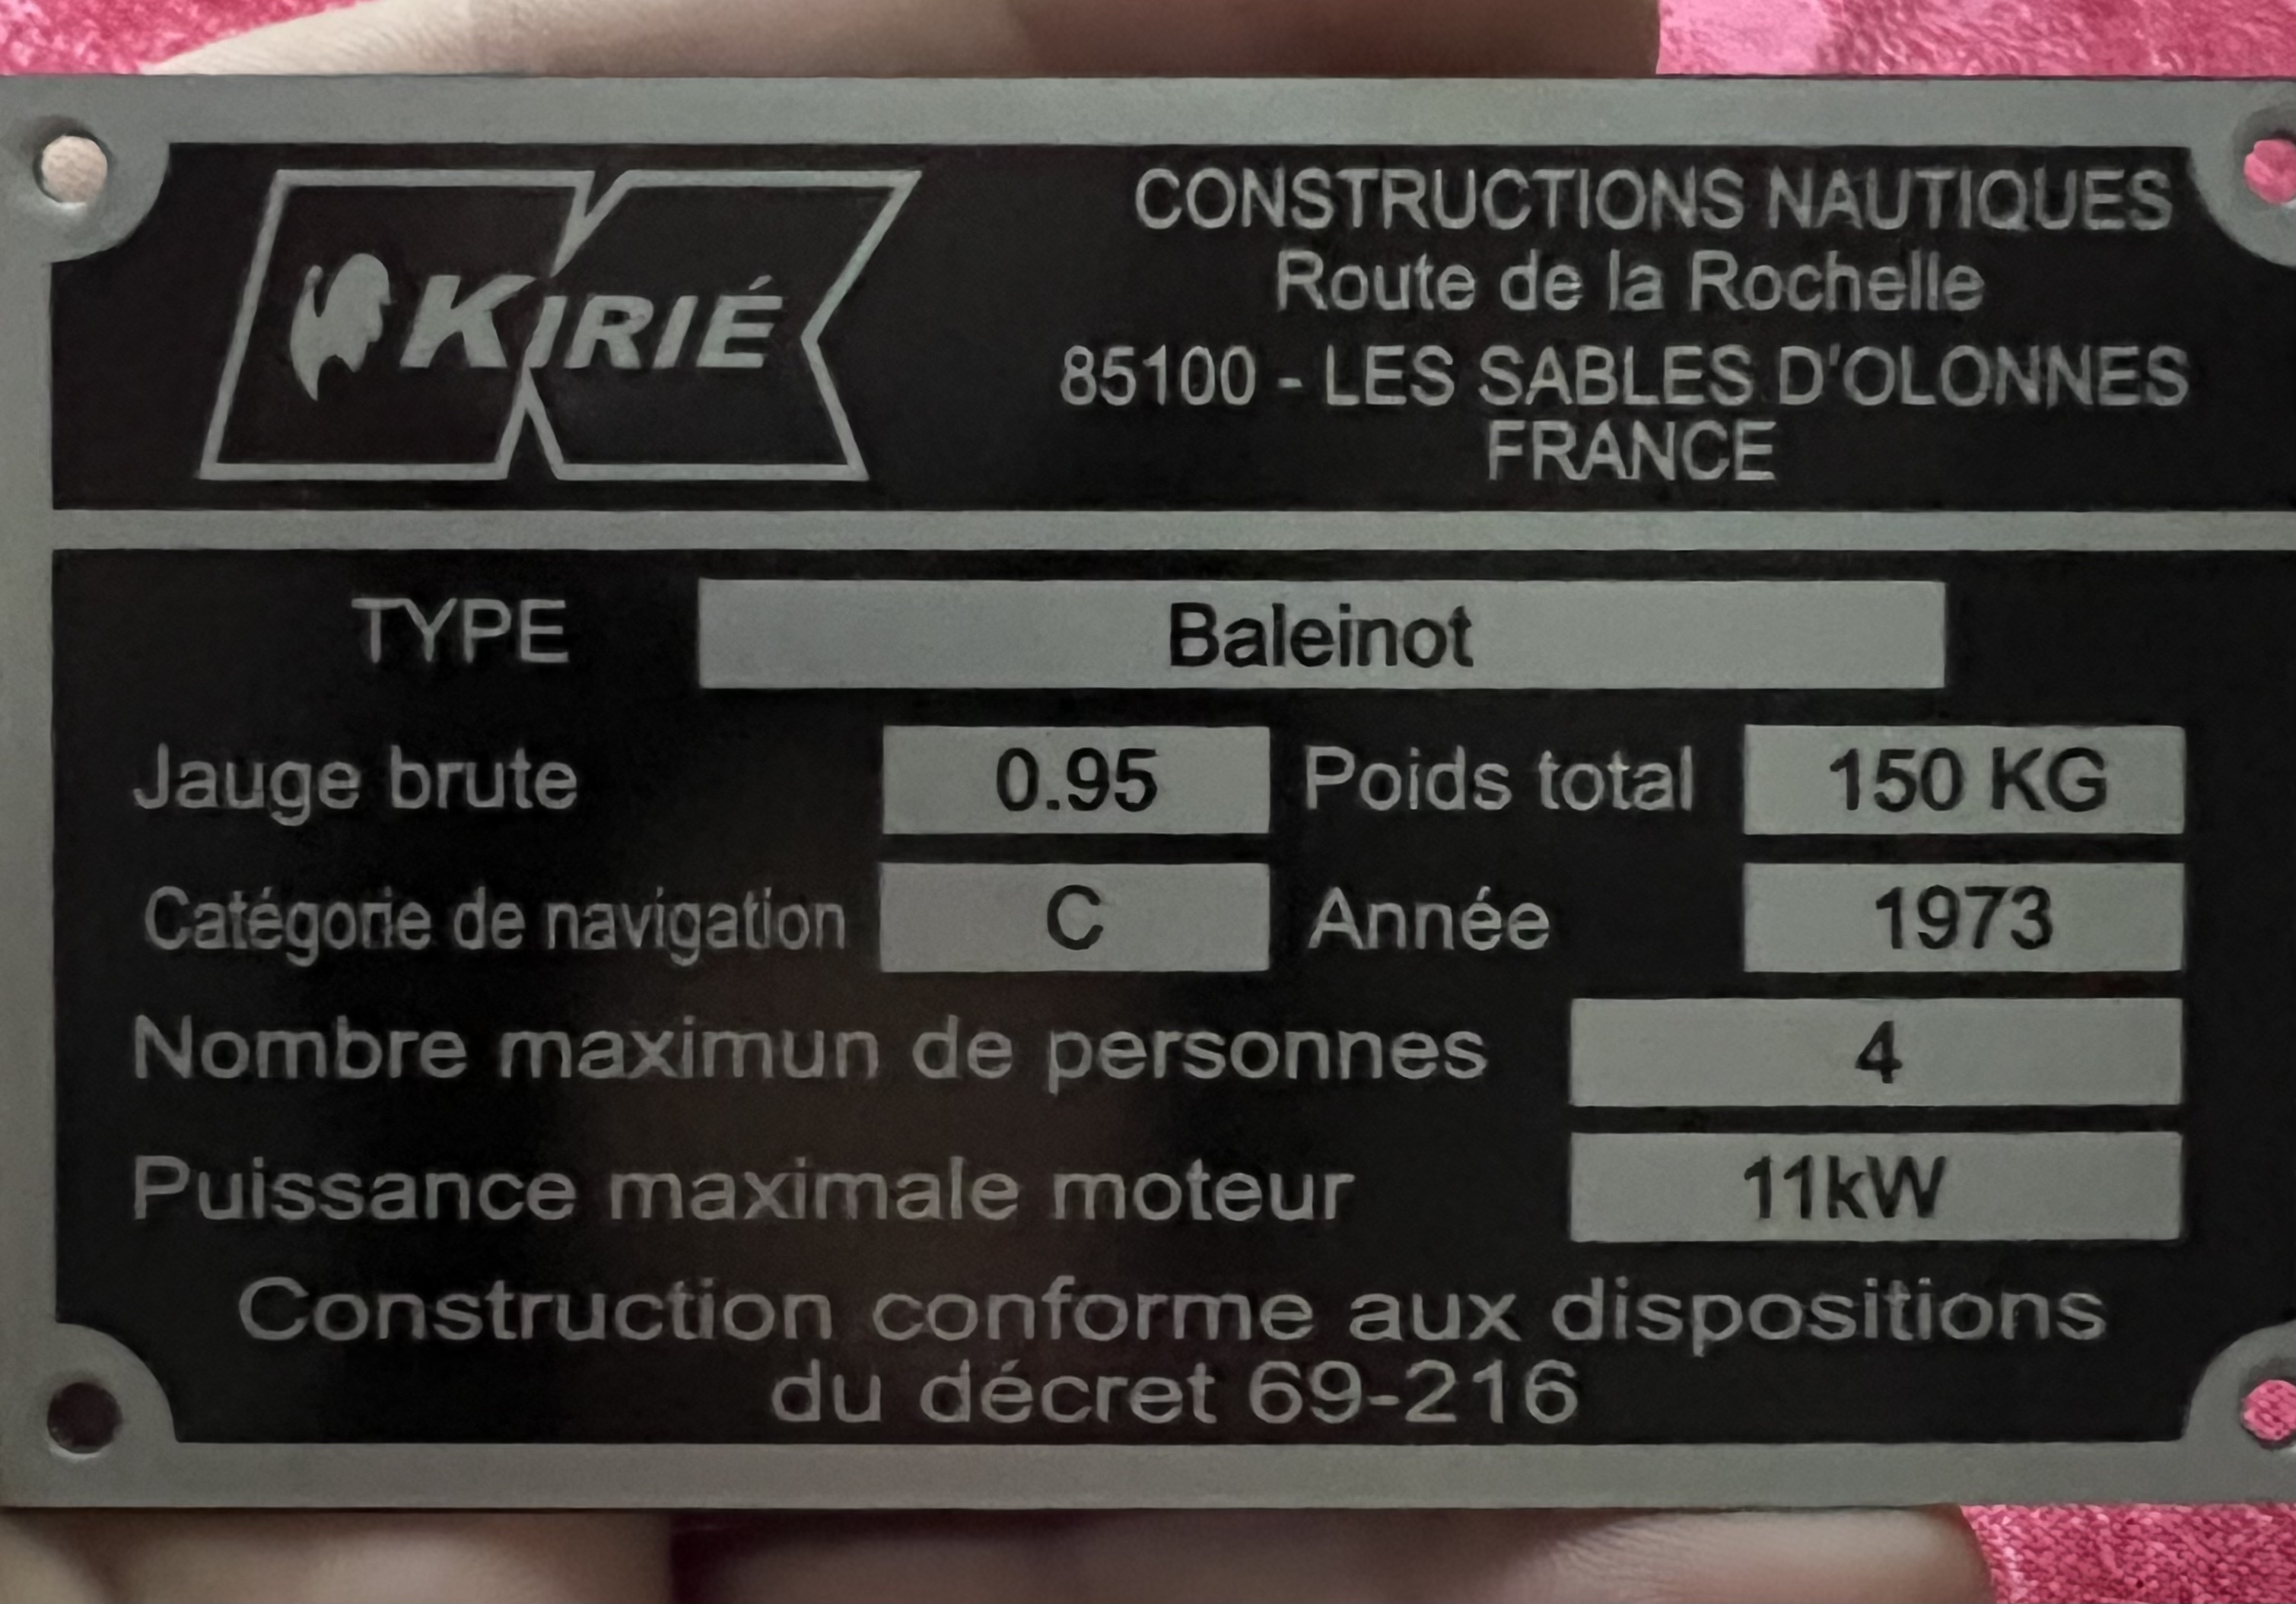 KIRIÉ
CONSTRUCTIONS NAUTIQUES
Route de la Rochelle
85100 - LES SABLES D'OLONNES
FRANCE
TYPE Baleinot
Jauge brute 0.95 Poids total 150 KG
Catégorie de navigation C Année 1973
Nombre maximun de personnes 4
Puissance maximale moteur 11kW
Construction conforme aux dispositions
du décret 69-216